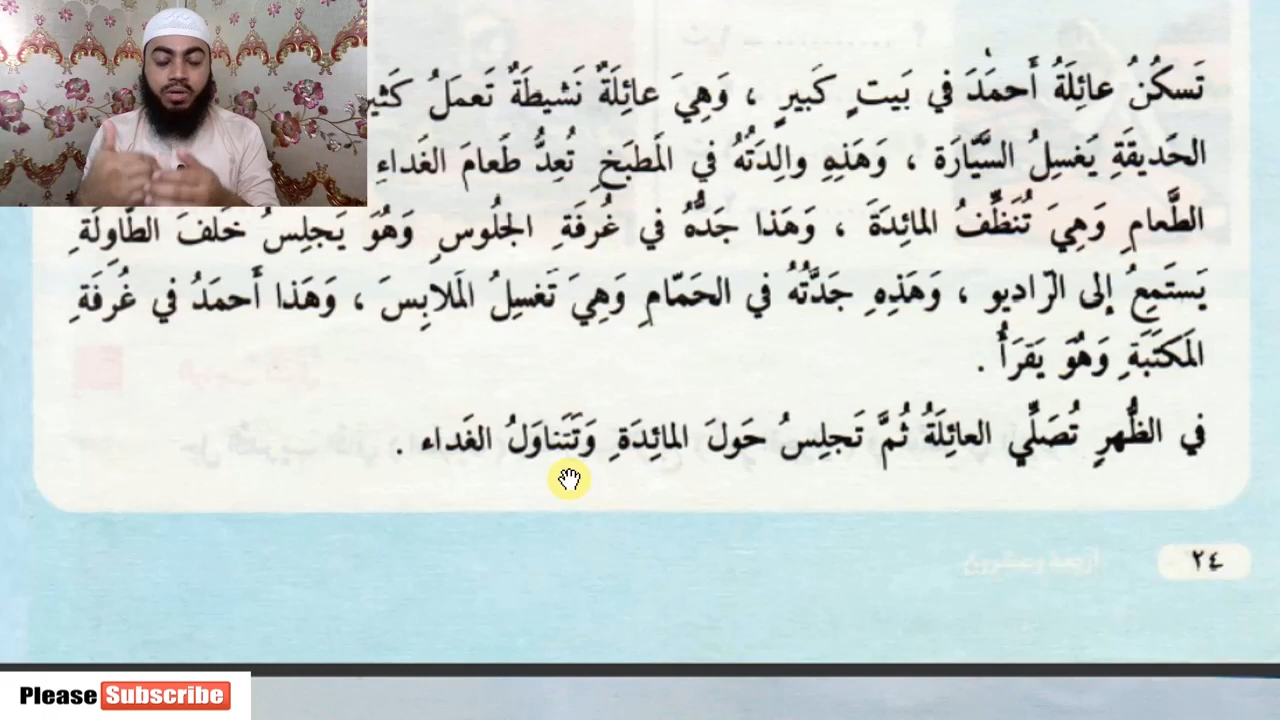 تَسكُنُ عائِلَةُ أَحمَدَ في بَيتٍ كَبيرٍ ، وَهِيَ عائِلَةٌ نَشيطَةٌ تَعمَلُ
الحَديقَةِ يَغسِلُ السَّيَّارَة ، وَهَذِهِ والِدَتُهُ في المَطبَخِ تُعِدُّ طَعامَ الغَداءِ
الطَّعامِ وَهِيَ تُنَظِّفُ المائِدَةَ ، وَهَذا جَدُّهُ في غُرفَةِ الجُلُوسِ وَهُوَ يَجلِسُ خَلفَ الطّاوِلَةِ
يَستَمِعُ إلى الرّاديو ، وَهَذِهِ جَدَّتُهُ في الحَمّامِ وَهِيَ تَغسِلُ المَلابِسَ ، وَهَذا أَحمَدُ في غُرفَةِ
المَكتَبَةِ وَهُوَ يَقرَأُ .
في الظُّهرِ تُصَلِّي العائِلَةُ ثُمَّ تَجلِسُ حَولَ المائِدَةِ وَتَتَناوَلُ الغَداء .
٢٤
Please Subscribe